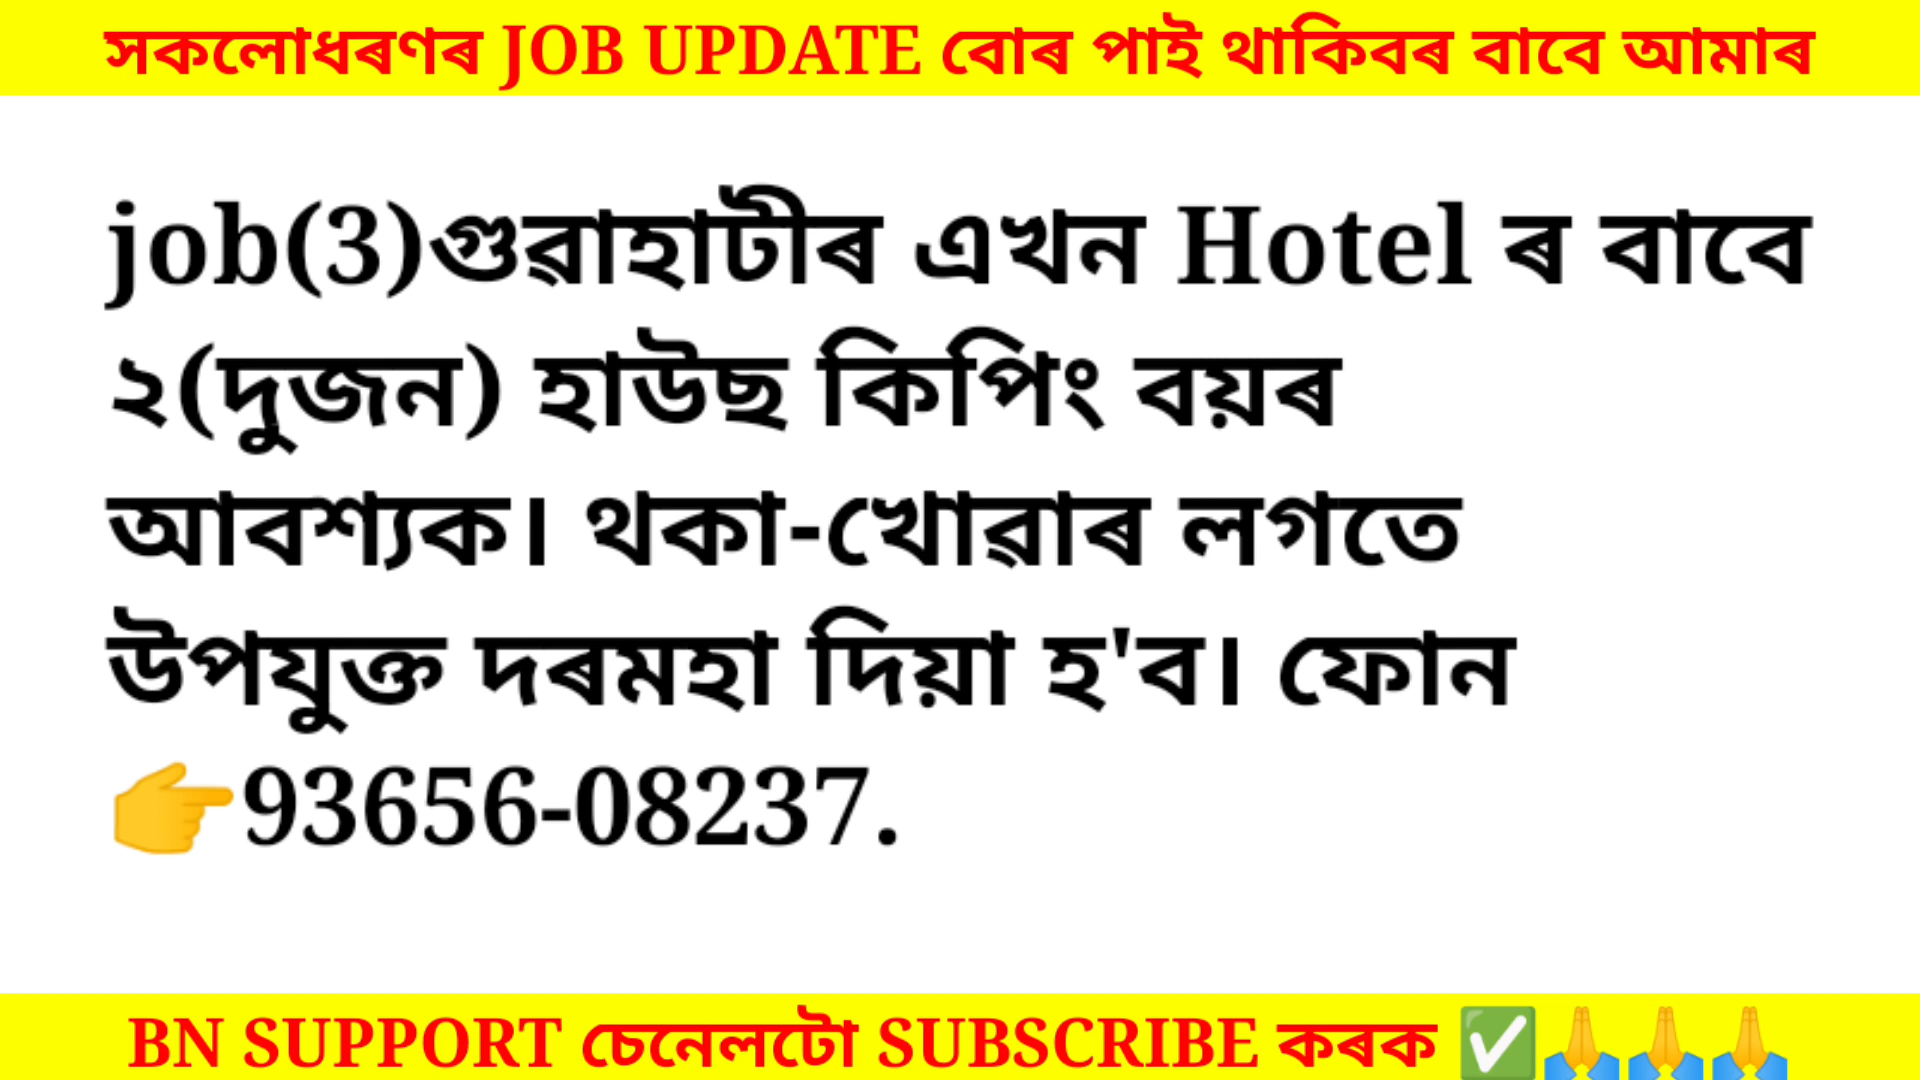 সকলোধৰণৰ JOB UPDATE বোৰ পাই থাকিবৰ বাবে আমাৰ
job(3)গুৱাহাটীৰ এখন Hotel ৰ বাবে
২(দুজন) হাউছ কিপিং বয়ৰ
আবশ্যক। থকা-খোৱাৰ লগতে
উপযুক্ত দৰমহা দিয়া হ'ব। ফোন
👉93656-08237.
BN SUPPORT চেনেলটো SUBSCRIBE কৰক ✅🙏🙏🙏